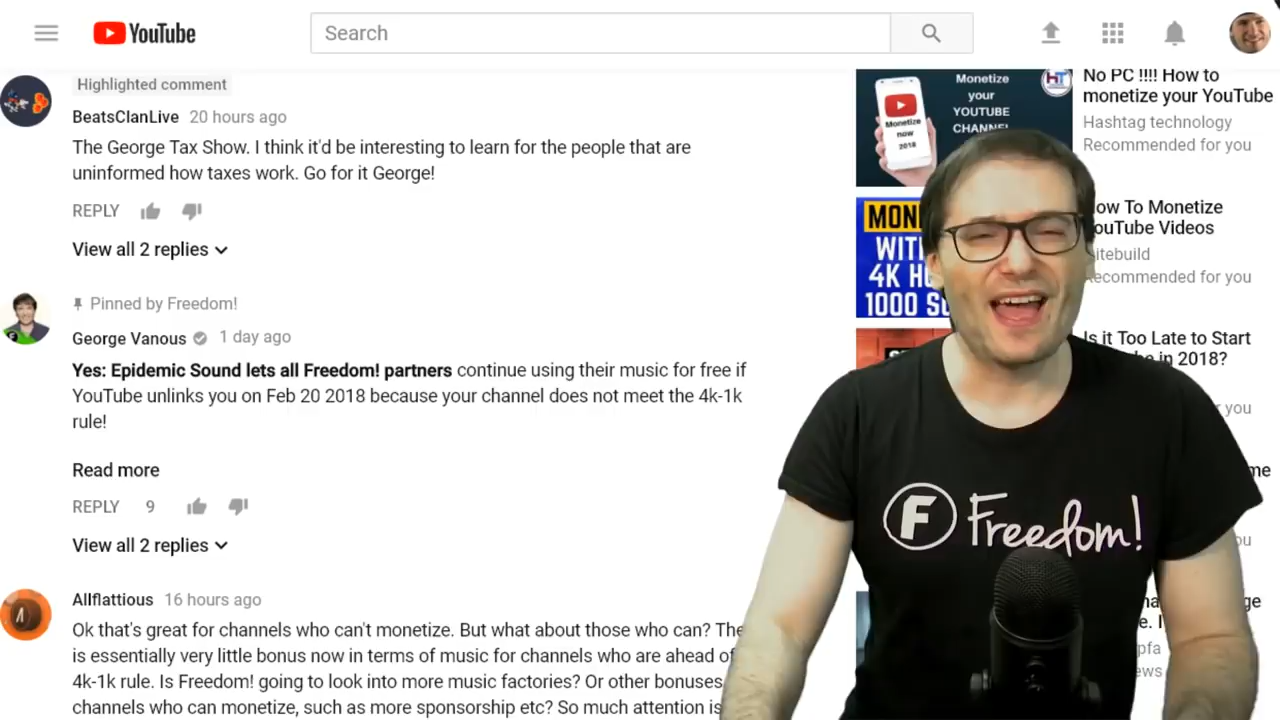 YouTube
Search
Highlighted comment
BeatsClanLive 20 hours ago
The George Tax Show. I think it'd be interesting to learn for the people that are
uninformed how taxes work. Go for it George!
REPLY
View all 2 replies
Pinned by Freedom!
George Vanous 1 day ago
Yes: Epidemic Sound lets all Freedom! partners continue using their music for free if
YouTube unlinks you on Feb 20 2018 because your channel does not meet the 4k-1k
rule!
Read more
REPLY 9
View all 2 replies
Allflattious 16 hours ago
Ok that's great for channels who can't monetize. But what about those who can? The
is essentially very little bonus now in terms of music for channels who are ahead of
4k-1k rule. Is Freedom! going to look into more music factories? Or other bonuses
channels who can monetize, such as more sponsorship etc? So much attention is
Monetize
your
YOUTUBE
CHANNEL
Monetize
now
2018
HT
No PC !!!! How to
monetize your YouTube
Hashtag technology
Recommended for you
MON
WITH
4K
1000
How To Monetize
YouTube Videos
Recommended for you
Is it Too Late to Start
in 2018?
you
F Freedom!